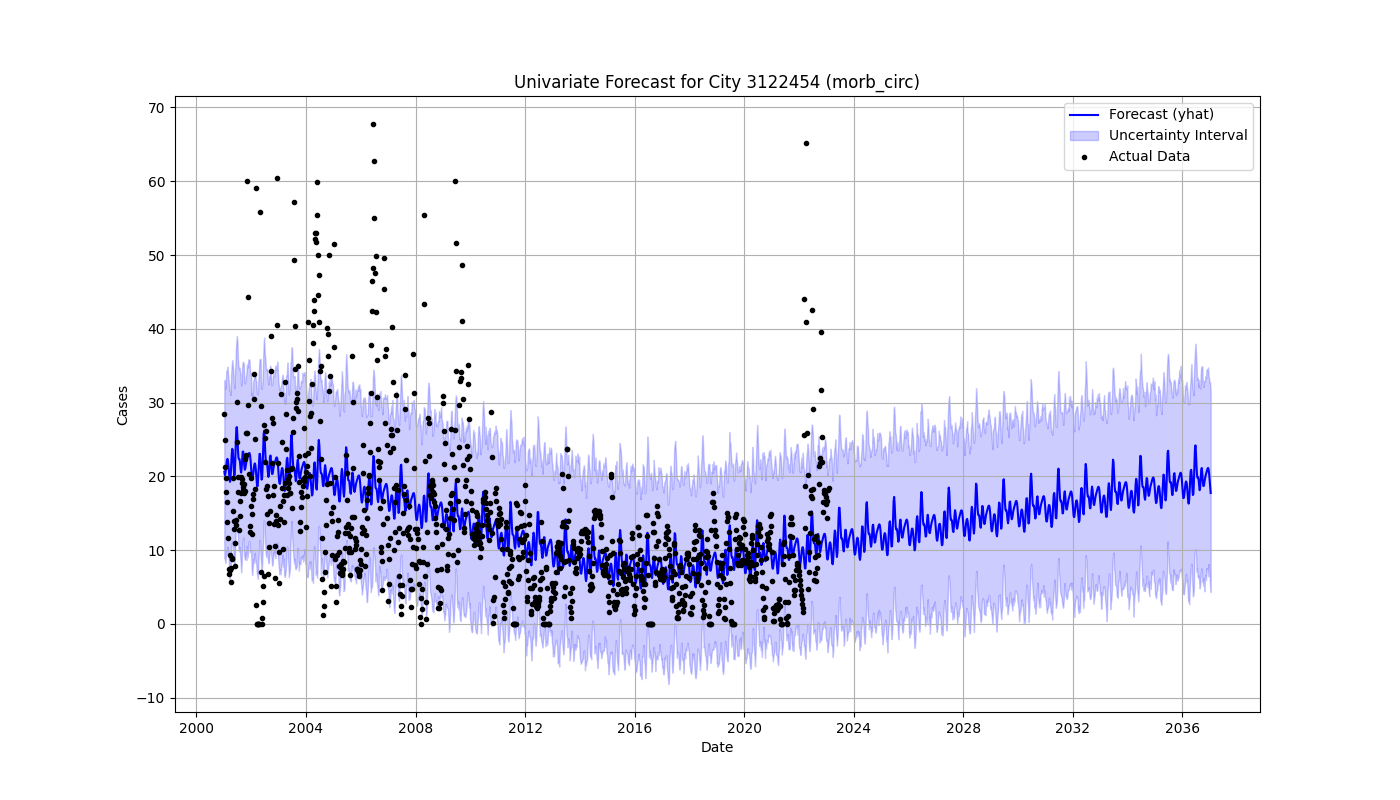 Univariate Forecast for City 3122454 (morb_circ)
Forecast (yhat)
Uncertainty Interval
Actual Data
Cases
70
60
50
40
30
20
10
0
−10
2000 2004 2008 2012 2016 2020 2024 2028 2032 2036
Date